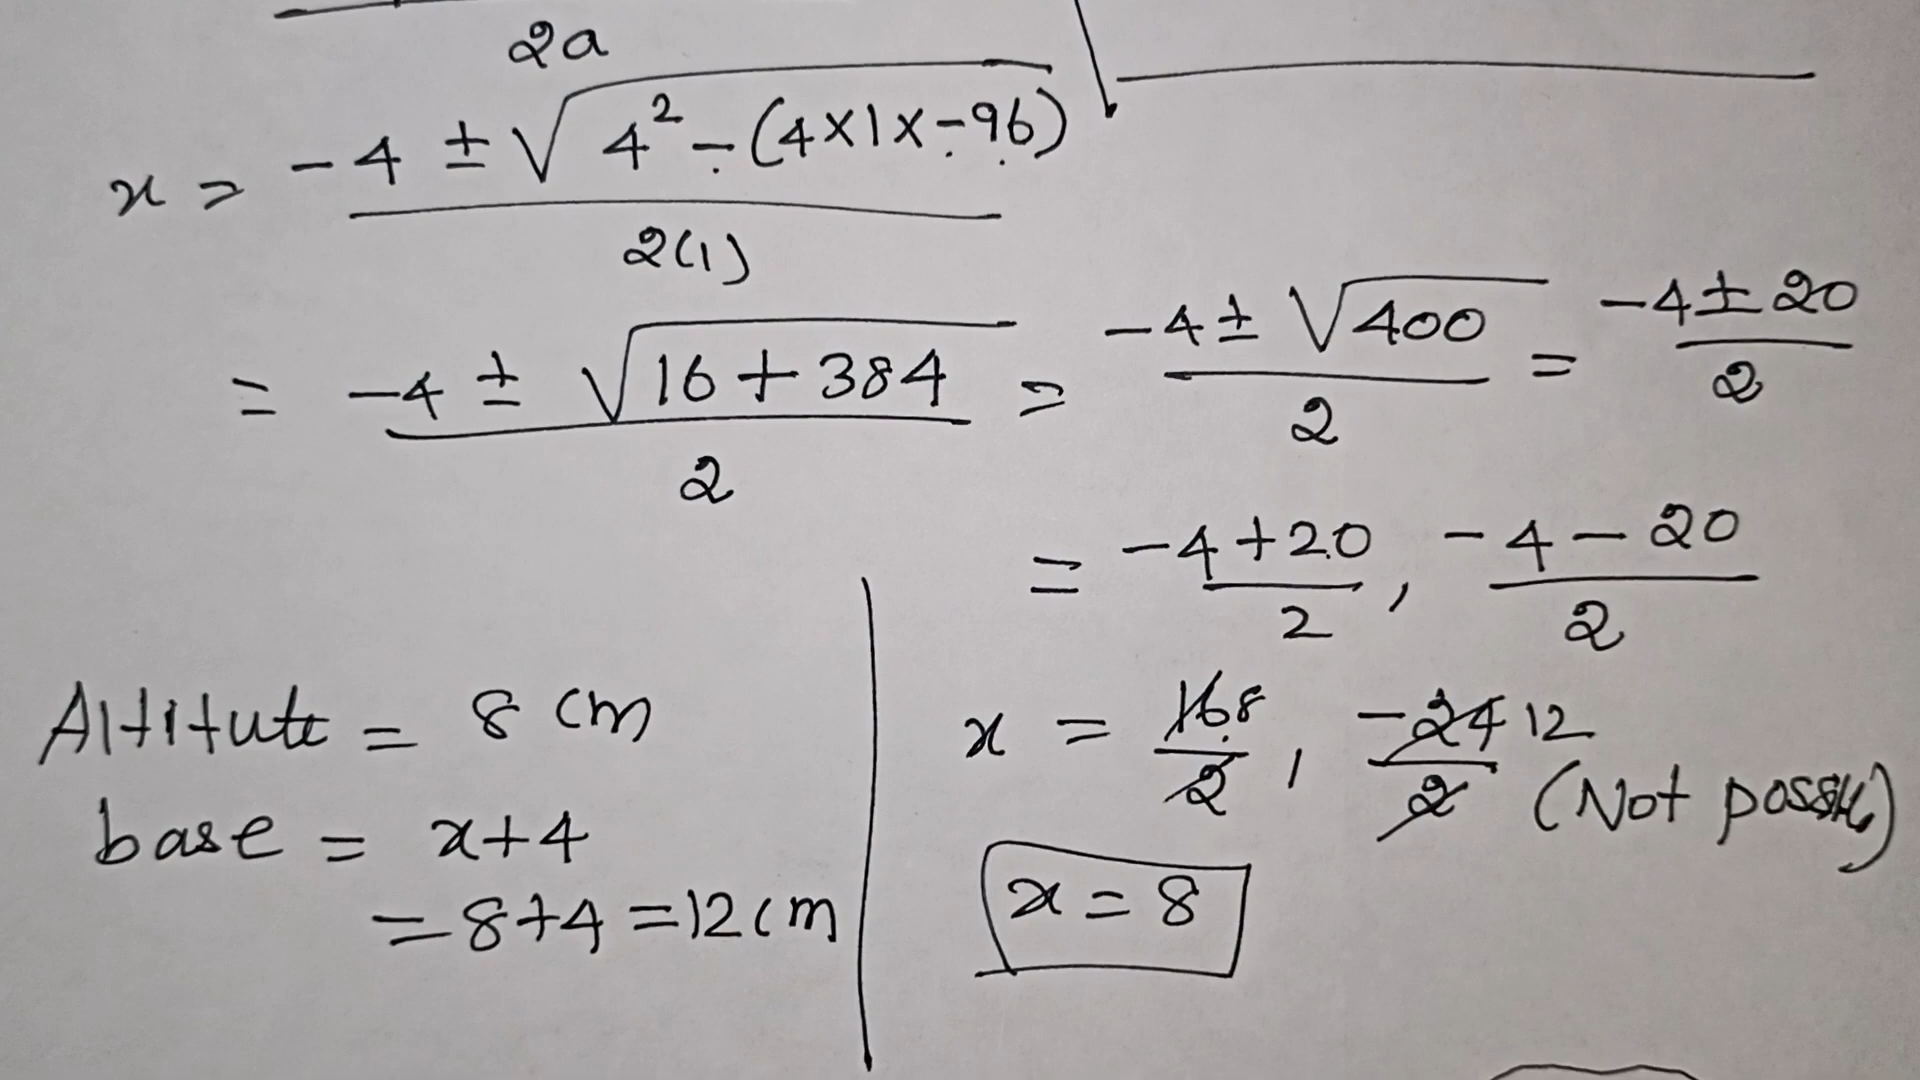 2a
x = -4 ± √4² - (4×1×-96) / 2(1)
= -4 ± √16 + 384 / 2 = -4 ± √400 / 2 = -4 ± 20 / 2
= -4 + 20 / 2 , -4 - 20 / 2
x = 16 8 / 2 , -24 12 / 2 (Not possible)
x = 8
Altitute = 8 cm
base = x+4
= 8+4 = 12 cm